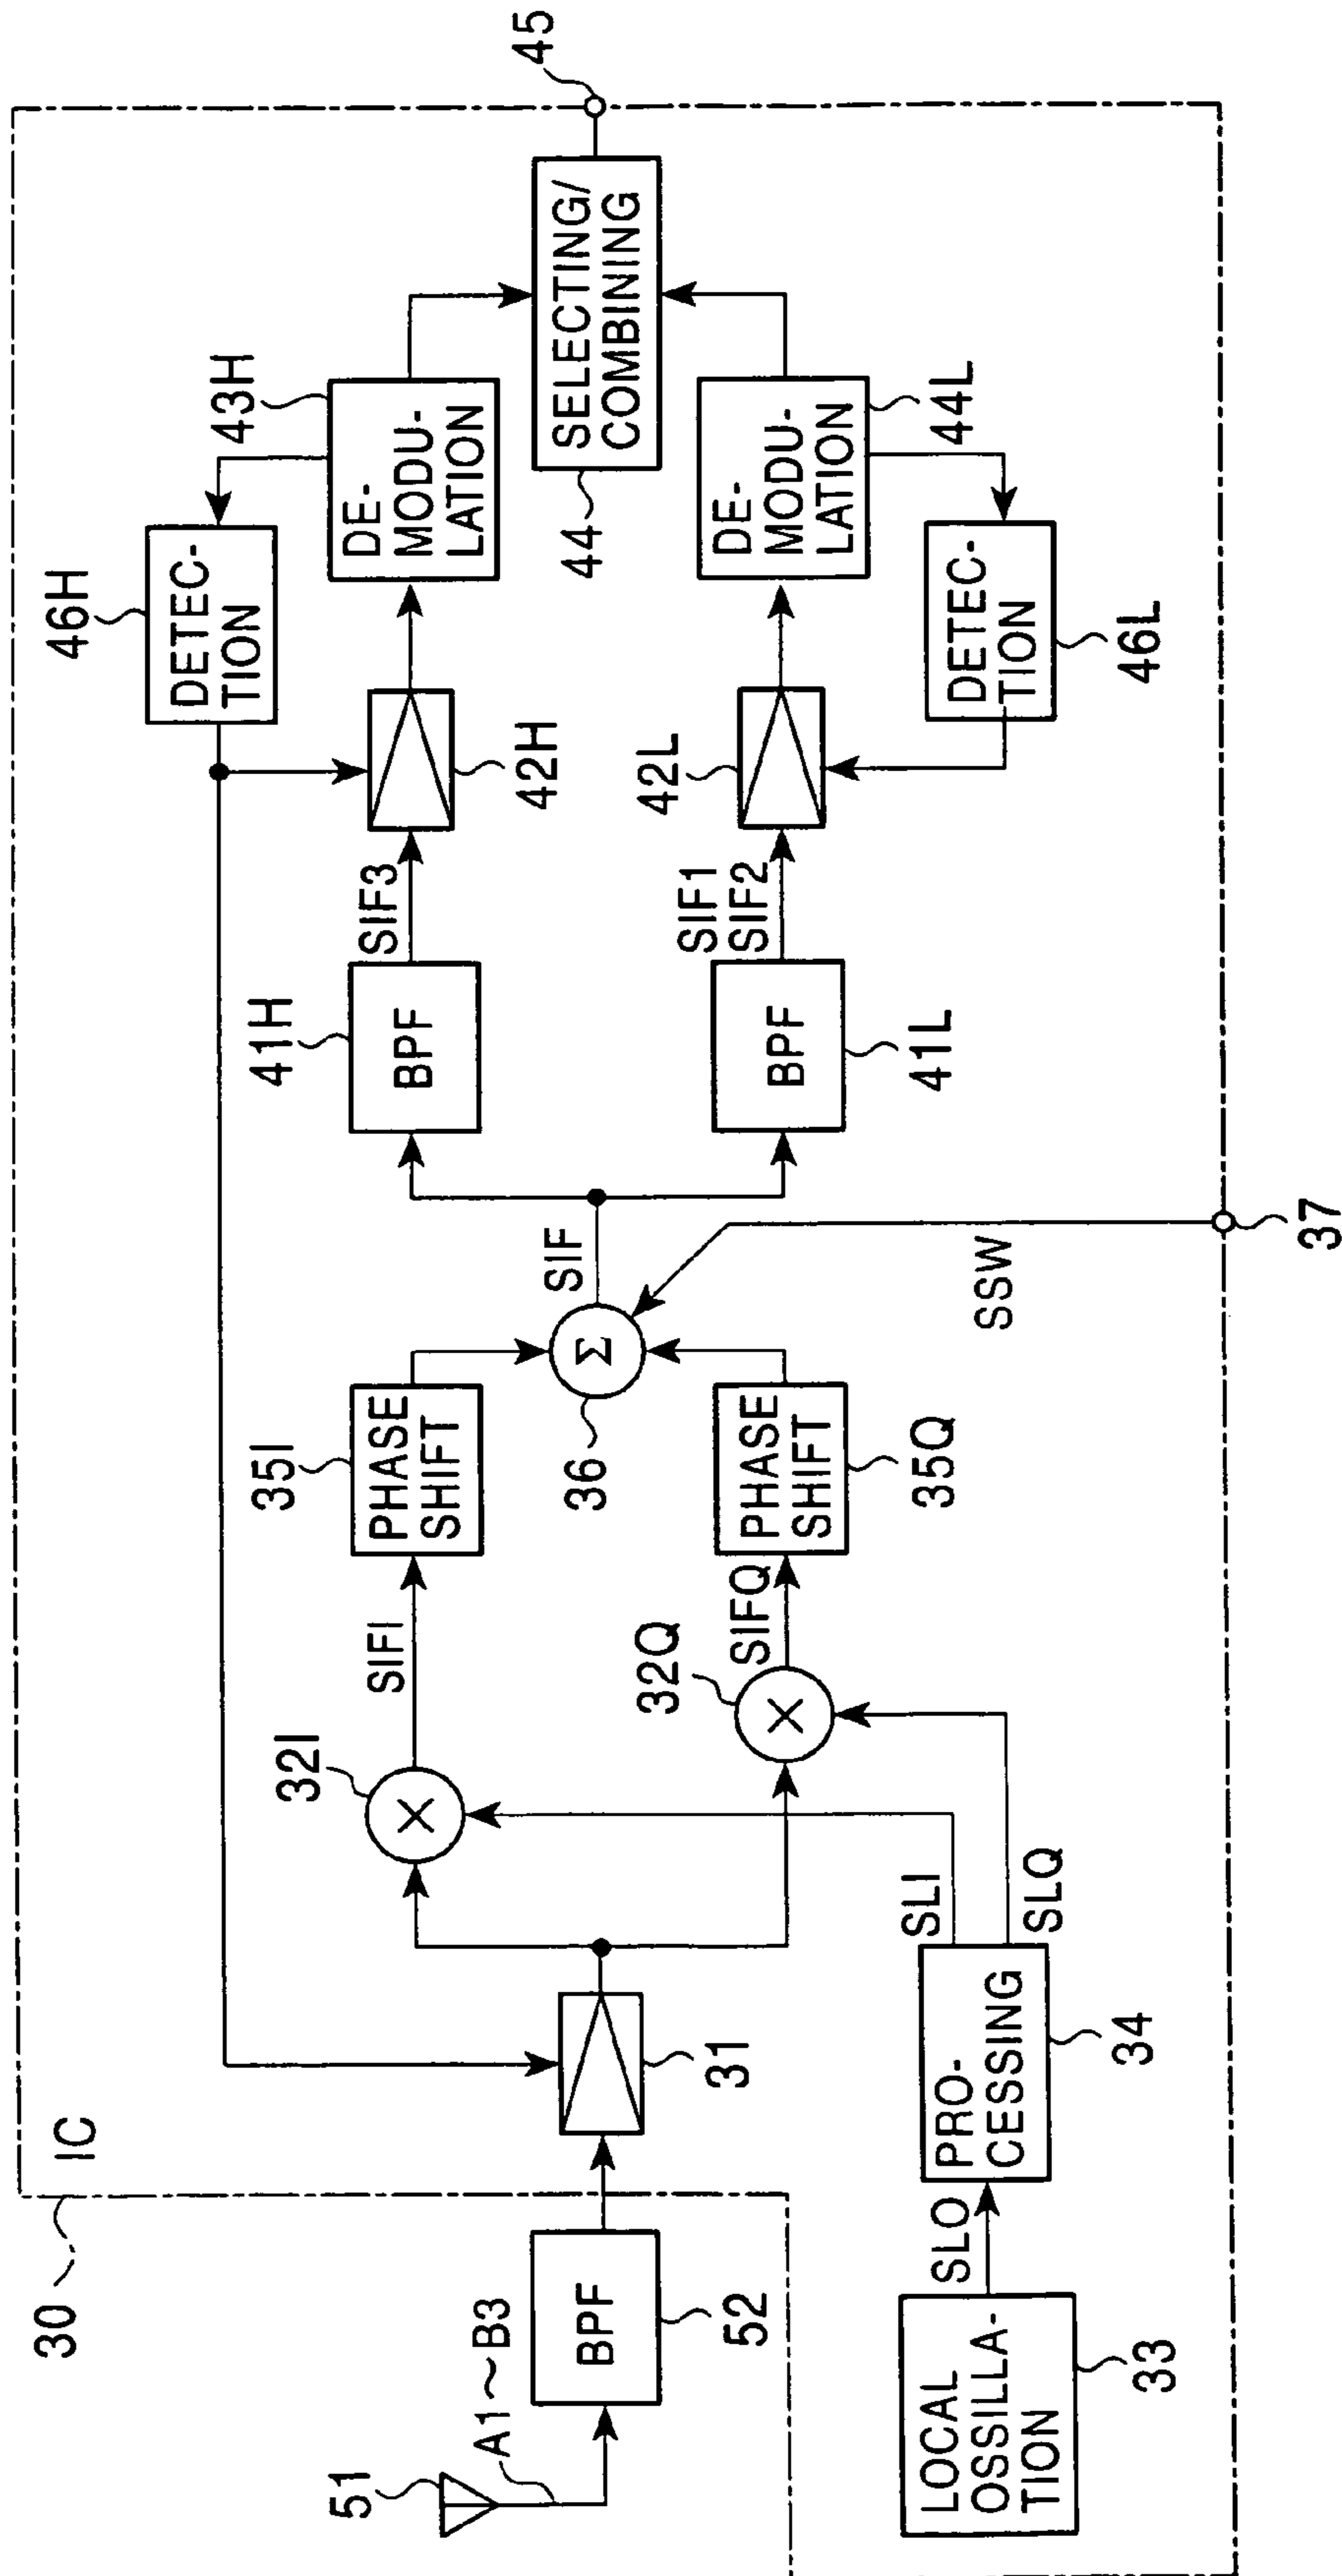 30
IC
51
A1～B3
BPF
52
31
LOCAL
OSSILLA-
TION
33
SLO
PRO-
CESSING
34
SLI
SLQ
32I
SIFI
32Q
SIFQ
35I
PHASE
SHIFT
PHASE
SHIFT
35Q
36
Σ
SIF
SSW
37
41H
BPF
SIF3
BPF
41L
SIF1
SIF2
42H
42L
46H
DETEC-
TION
43H
DE-
MODU-
LATION
DE-
MODU-
LATION
44L
DETEC-
TION
46L
44
SELECTING/
COMBINING
45